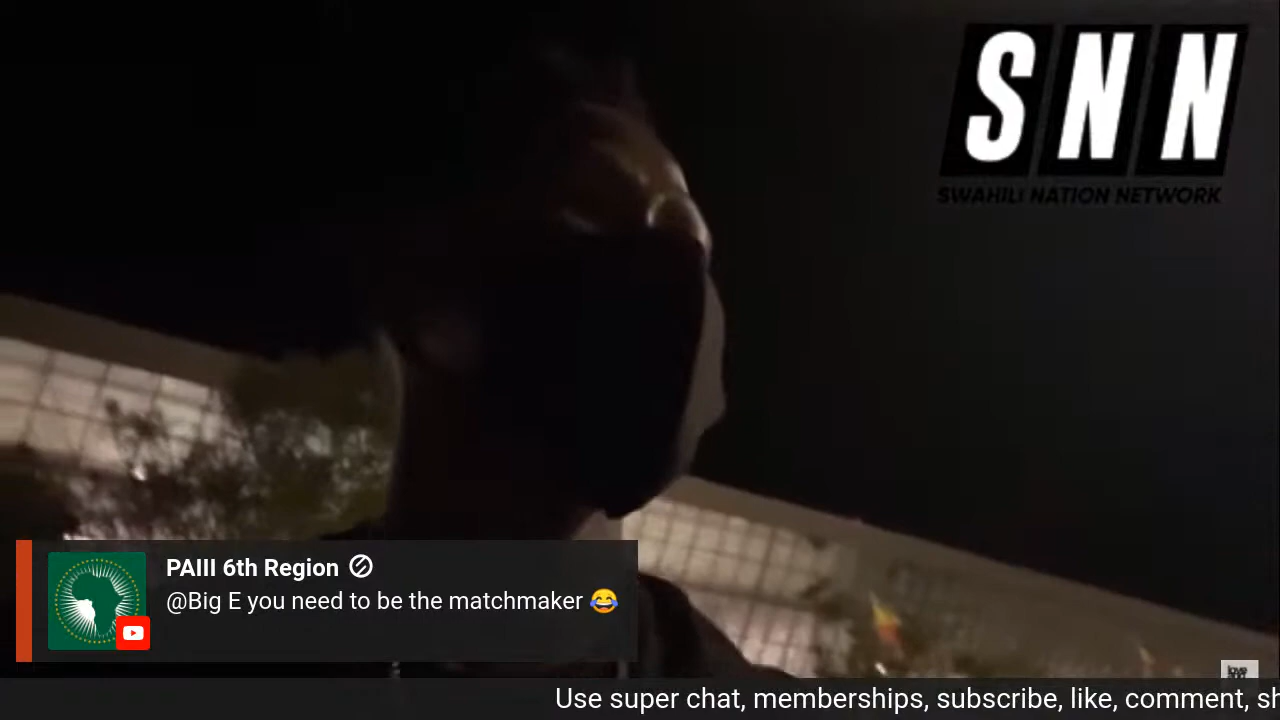 SNN
SWAHILI NATION NETWORK
PAIII 6th Region
@Big E you need to be the matchmaker 😂
love
Use super chat, memberships, subscribe, like, comment, sh